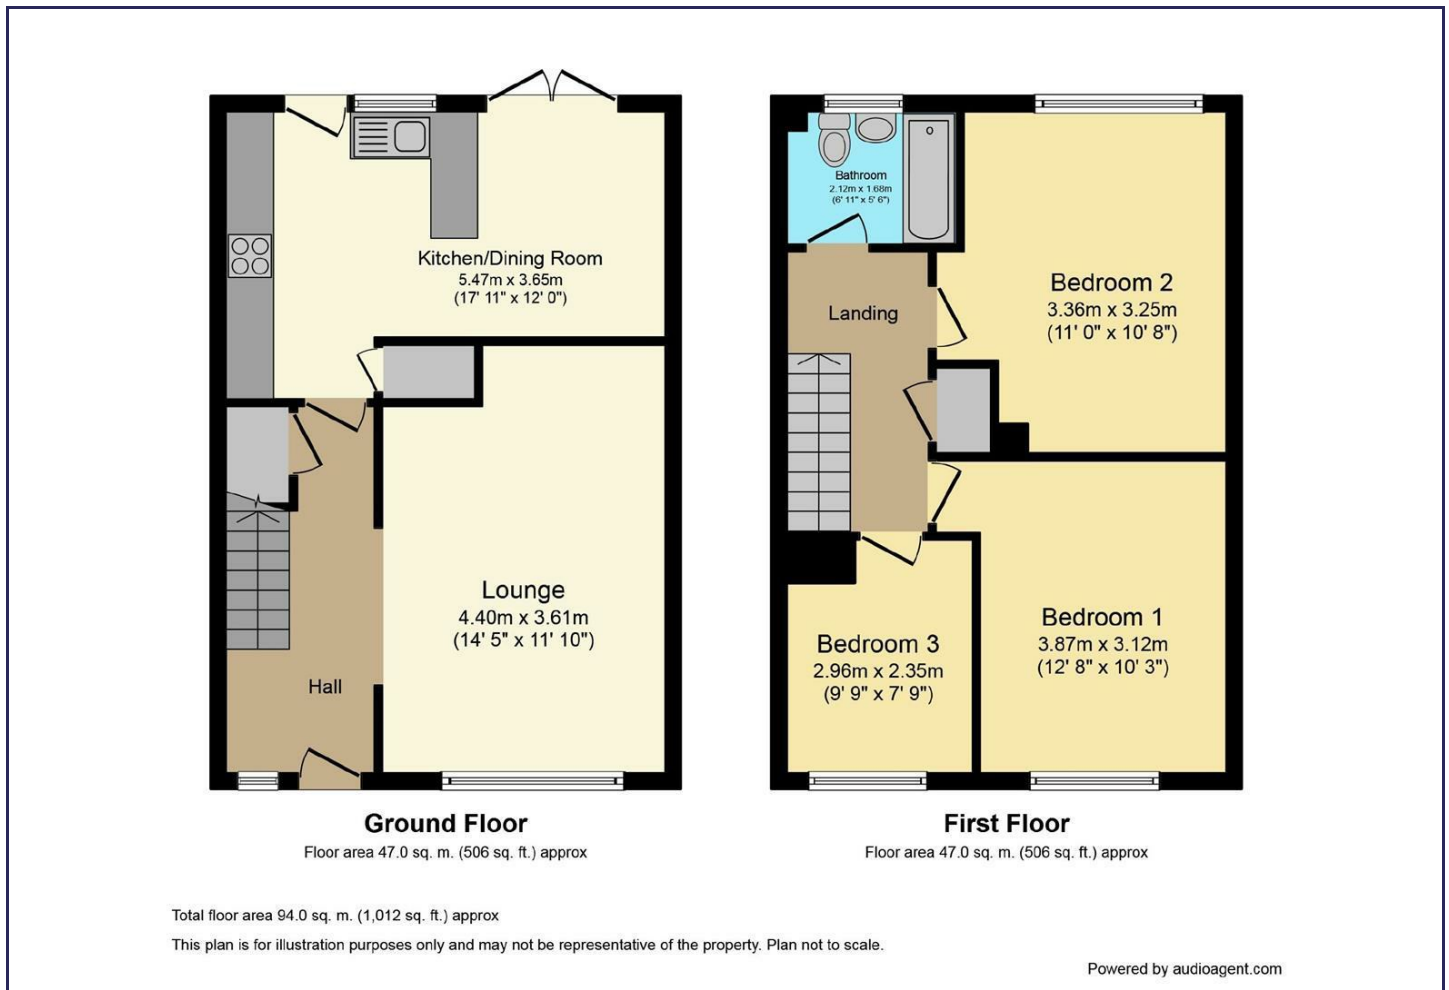 Kitchen/Dining Room
5.47m x 3.65m
(17' 11" x 12' 0")
Lounge
4.40m x 3.61m
(14' 5" x 11' 10")
Hall
Ground Floor
Floor area 47.0 sq. m. (506 sq. ft.) approx
Bathroom
2.12m x 1.68m
(6' 11" x 5' 6")
Landing
Bedroom 2
3.36m x 3.25m
(11' 0" x 10' 8")
Bedroom 1
3.87m x 3.12m
(12' 8" x 10' 3")
Bedroom 3
2.96m x 2.35m
(9' 9" x 7' 9")
First Floor
Floor area 47.0 sq. m. (506 sq. ft.) approx
Total floor area 94.0 sq. m. (1,012 sq. ft.) approx
This plan is for illustration purposes only and may not be representative of the property. Plan not to scale.
Powered by audioagent.com